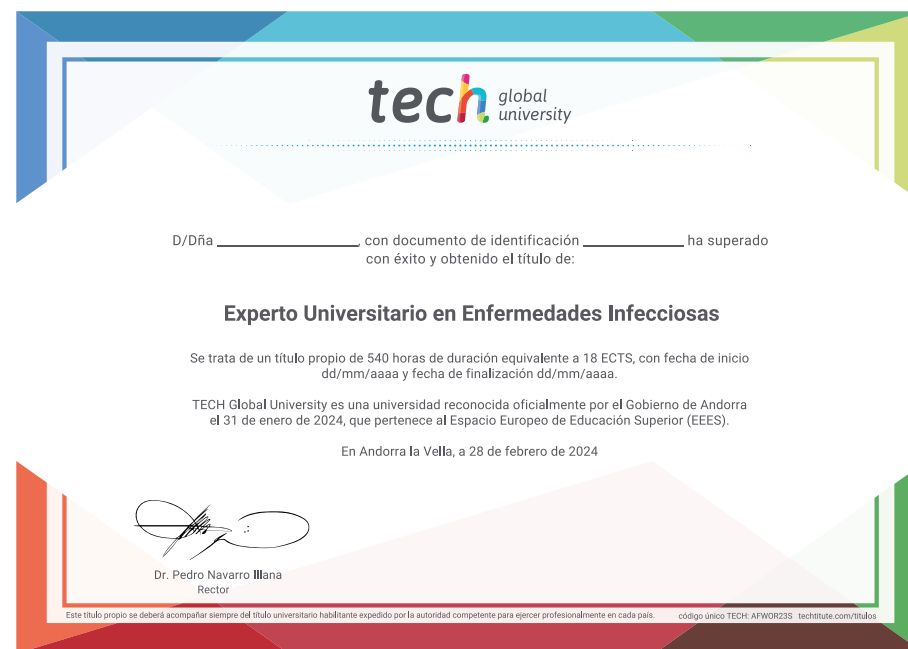 tech global university
D/Dña ____________________, con documento de identificación ______________ ha superado
con éxito y obtenido el título de:
Experto Universitario en Enfermedades Infecciosas
Se trata de un título propio de 540 horas de duración equivalente a 18 ECTS, con fecha de inicio
dd/mm/aaaa y fecha de finalización dd/mm/aaaa.
TECH Global University es una universidad reconocida oficialmente por el Gobierno de Andorra
el 31 de enero de 2024, que pertenece al Espacio Europeo de Educación Superior (EEES).
En Andorra la Vella, a 28 de febrero de 2024
Dr. Pedro Navarro Illana
Rector
Este título propio se deberá acompañar siempre del título universitario habilitante expedido por la autoridad competente para ejercer profesionalmente en cada país. código único TECH: AFWOR23S techtitute.com/titulos